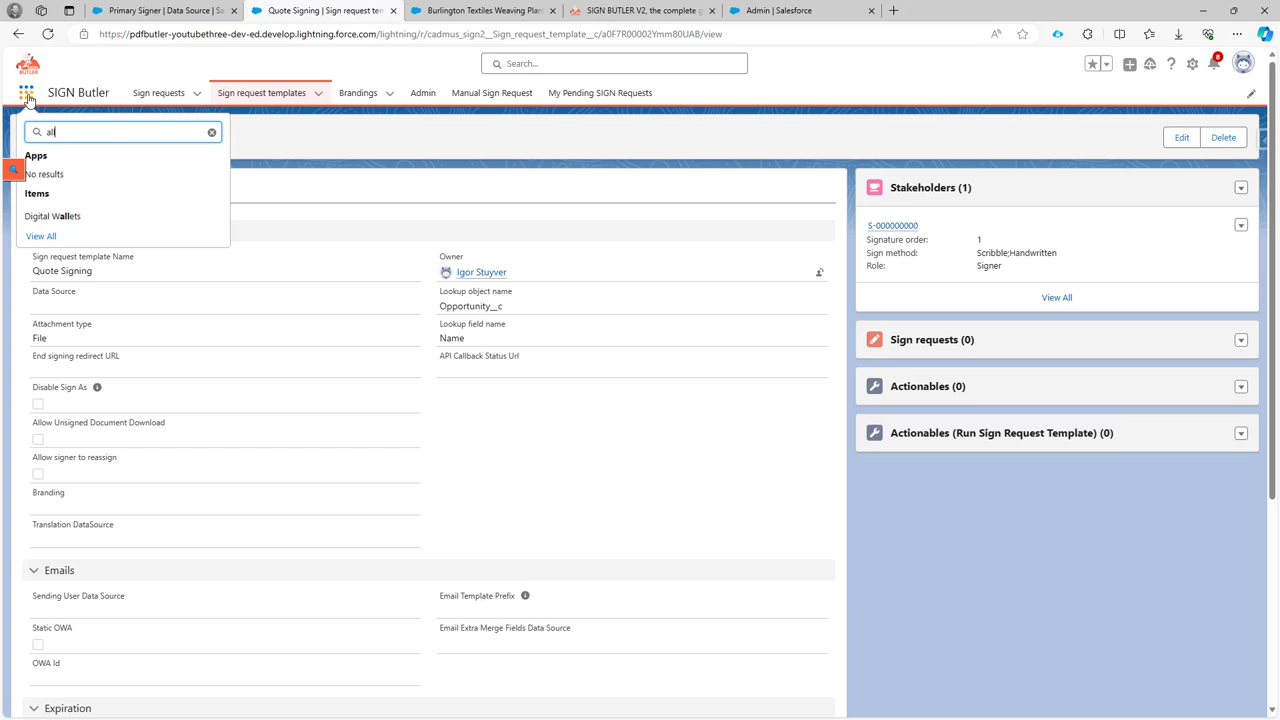 Primary Signer | Data Source | Sa
Quote Signing | Sign request tem
Burlington Textiles Weaving Plant
SIGN BUTLER V2, the complete g
Admin | Salesforce
https://pdfbutler-youtubethree-dev-ed.develop.lightning.force.com/lightning/r/cadmus_sign2__Sign_request_template__c/a0F7R00002Ymm80UAB/view
BUTLER
Search...
8
SIGN Butler
Sign requests
Sign request templates
Brandings
Admin
Manual Sign Request
My Pending SIGN Requests
all
Apps
No results
Items
Digital Wallets
View All
Edit
Delete
Sign request template Name
Quote Signing
Owner
Igor Stuyver
Data Source
Lookup object name
Opportunity__c
Attachment type
File
Lookup field name
Name
End signing redirect URL
API Callback Status Url
Disable Sign As
Allow Unsigned Document Download
Allow signer to reassign
Branding
Translation DataSource
Emails
Sending User Data Source
Email Template Prefix
Static OWA
Email Extra Merge Fields Data Source
OWA Id
Expiration
Stakeholders (1)
S-000000000
Signature order: 1
Sign method: Scribble;Handwritten
Role: Signer
View All
Sign requests (0)
Actionables (0)
Actionables (Run Sign Request Template) (0)